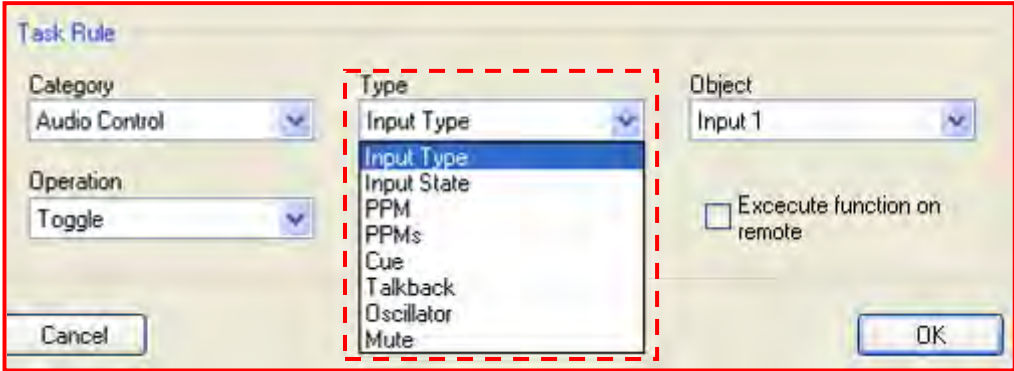 Task Rule
Category
Type
Object
Audio Control
Input Type
Input 1
Input Type
Input State
PPM
PPMs
Cue
Talkback
Oscillator
Mute
Operation
Toggle
Excecute function on
remote
Cancel
OK